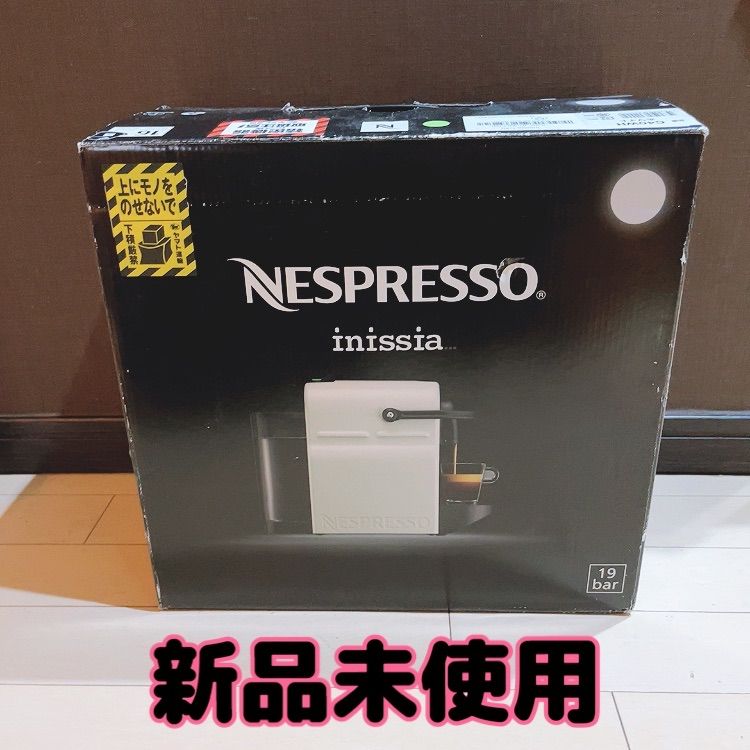 上にモノを
のせないで
下積厳禁
ヤマト運輸
NESPRESSO®
inissia
NESPRESSO
19
bar
新品未使用